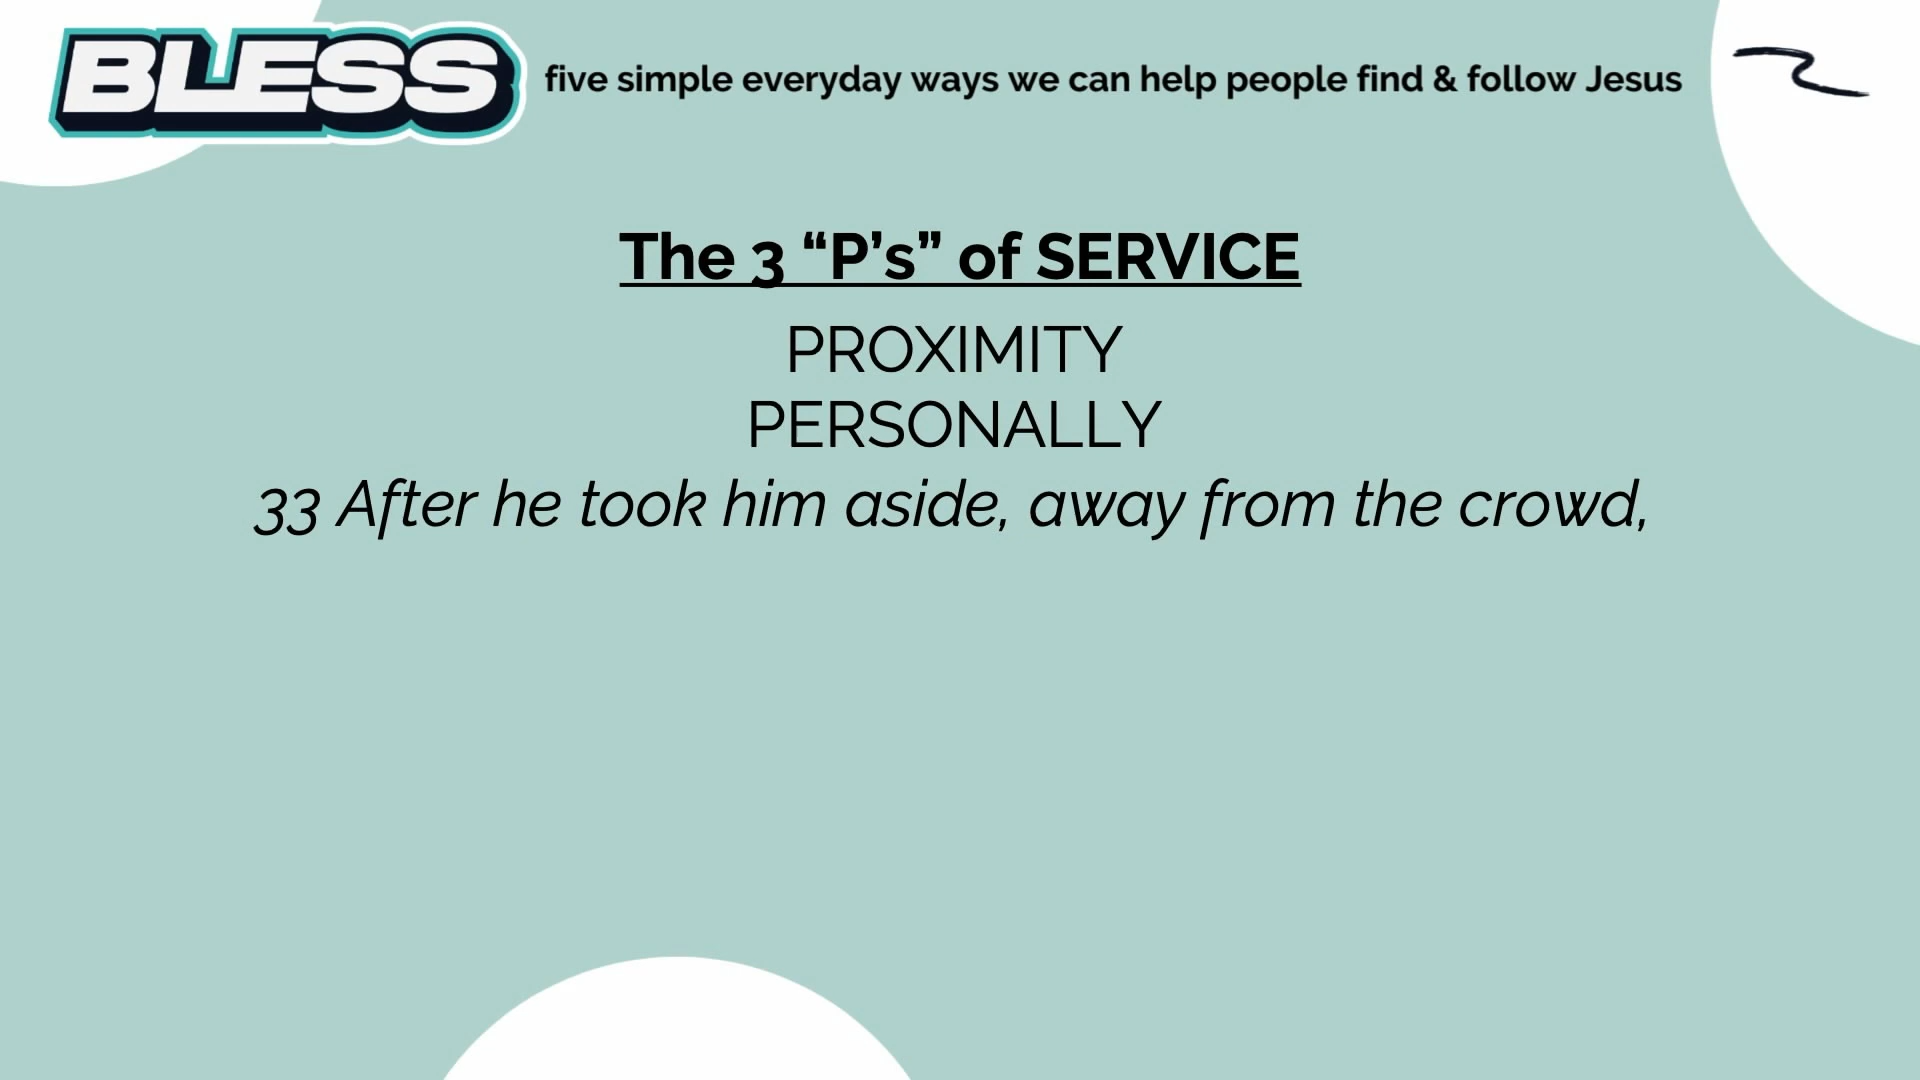 BLESS five simple everyday ways we can help people find & follow Jesus
The 3 “P’s” of SERVICE
PROXIMITY
PERSONALLY
33 After he took him aside, away from the crowd,